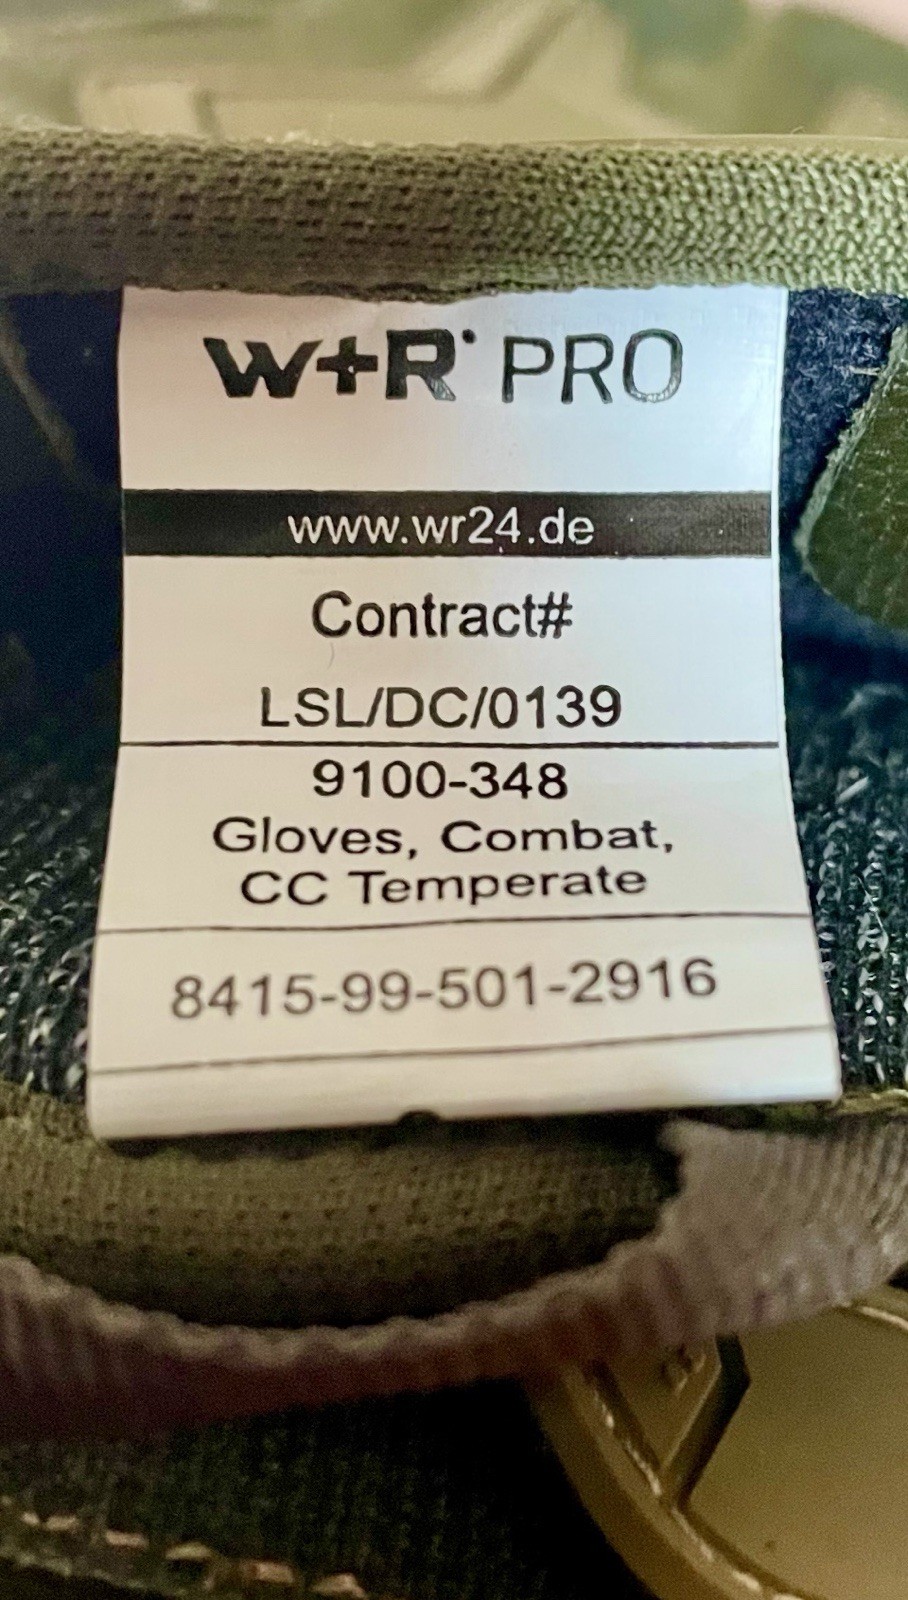 W+R PRO
www.wr24.de
Contract#
LSL/DC/0139
9100-348
Gloves, Combat,
CC Temperate
8415-99-501-2916